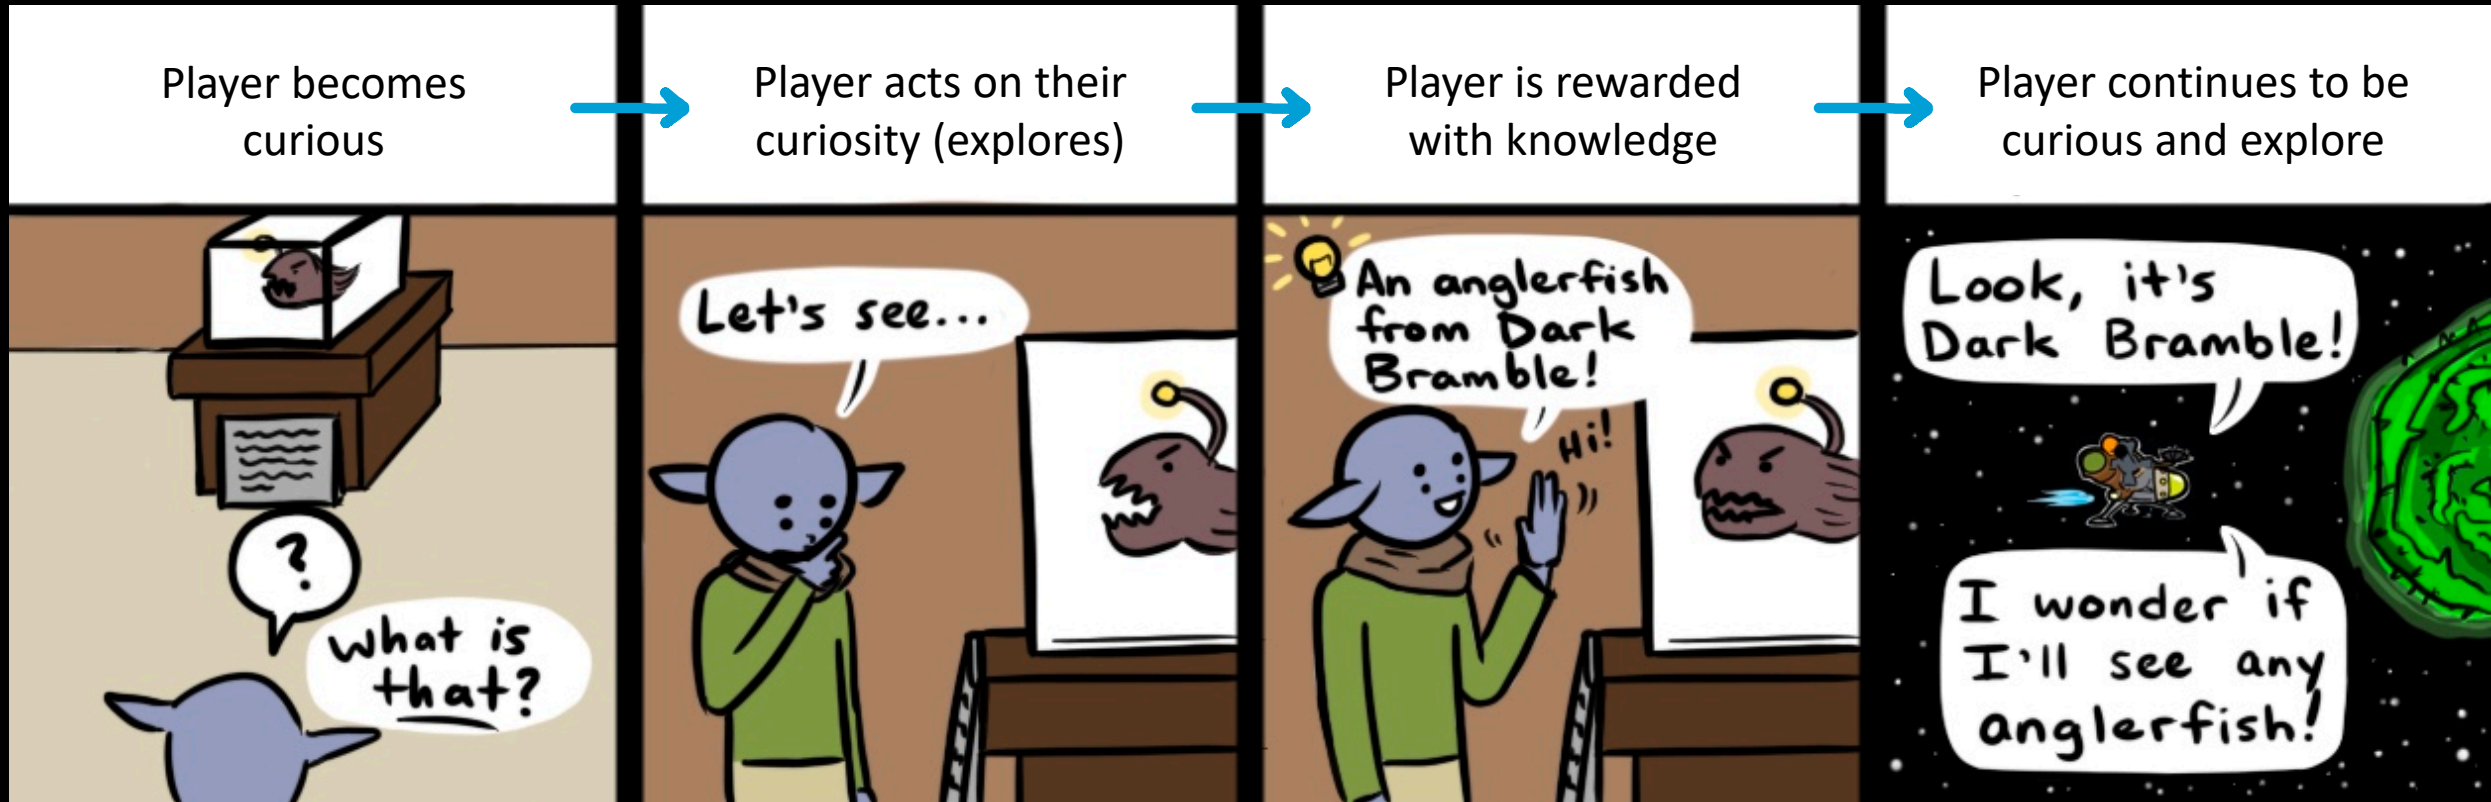 Player becomes
curious
Player acts on their
curiosity (explores)
Player is rewarded
with knowledge
Player continues to be
curious and explore
?
What is
that?
Let's see...
An anglerfish
from Dark
Bramble!
Hi!
Look, it's
Dark Bramble!
I wonder if
I'll see any
anglerfish!